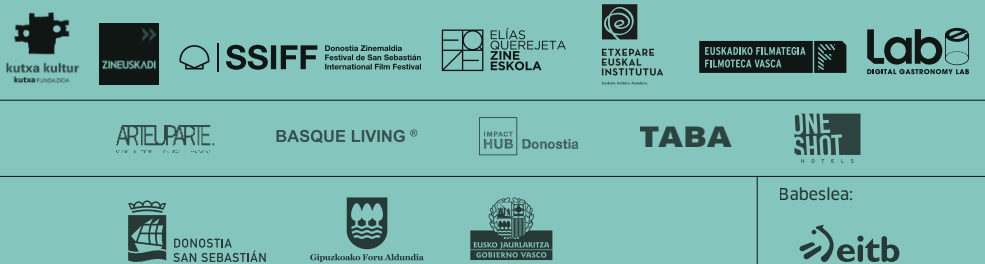 kutxa kultur
kutxa FUNDAZIOA
ZINEUSKADI
SSIFF
Donostia Zinemaldia
Festival de San Sebastián
International Film Festival
EQZE
ELÍAS
QUEREJETA
ZINE
ESKOLA
ETXEPARE
EUSKAL
INSTITUTUA
EUSKADIKO FILMATEGIA
FILMOTECA VASCA
Labe
DIGITAL GASTRONOMY LAB
ARTEUPARTE.
BASQUE LIVING ®
IMPACT
HUB Donostia
TABA
ONE
SHOT
HOTELS
DONOSTIA
SAN SEBASTIÁN
Gipuzkoako Foru Aldundia
EUSKO JAURLARITZA
GOBIERNO VASCO
Babeslea:
eitb